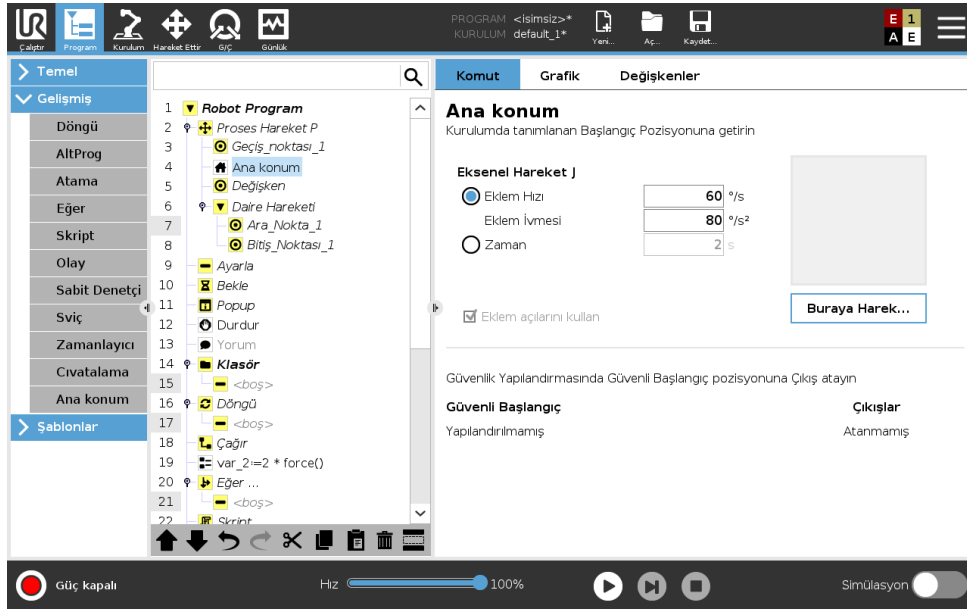 UR
Çalıştır
Program
Kurulum
Hareket Ettir
G/Ç
Günlük
PROGRAM <isimsiz>*
KURULUM default_1*
Yeni...
Aç...
Kaydet...
E 1
A E
Temel
Gelişmiş
Döngü
AltProg
Atama
Eğer
Skript
Olay
Sabit Denetçi
Sviç
Zamanlayıcı
Cıvatalama
Ana konum
Şablonlar
1 Robot Program
2 Proses Hareket P
3 Geçiş_noktası_1
4 Ana konum
5 Değişken
6 Daire Hareketi
7 Ara_Nokta_1
8 Bitiş_Noktası_1
9 Ayarla
10 Bekle
11 Popup
12 Durdur
13 Yorum
14 Klasör
15 <boş>
16 Döngü
17 <boş>
18 Çağır
19 var_2:=2 * force()
20 Eğer ...
21 <boş>
22 Skript
Komut Grafik Değişkenler
Ana konum
Kurulumda tanımlanan Başlangıç Pozisyonuna getirin
Eksenel Hareket J
Eklem Hızı 60 °/s
Eklem İvmesi 80 °/s²
Zaman 2 s
Eklem açılarını kullan
Buraya Harek...
Güvenlik Yapılandırmasında Güvenli Başlangıç pozisyonuna Çıkış atayın
Güvenli Başlangıç Çıkışlar
Yapılandırılmamış Atanmamış
Güç kapalı
Hız 100%
Simülasyon